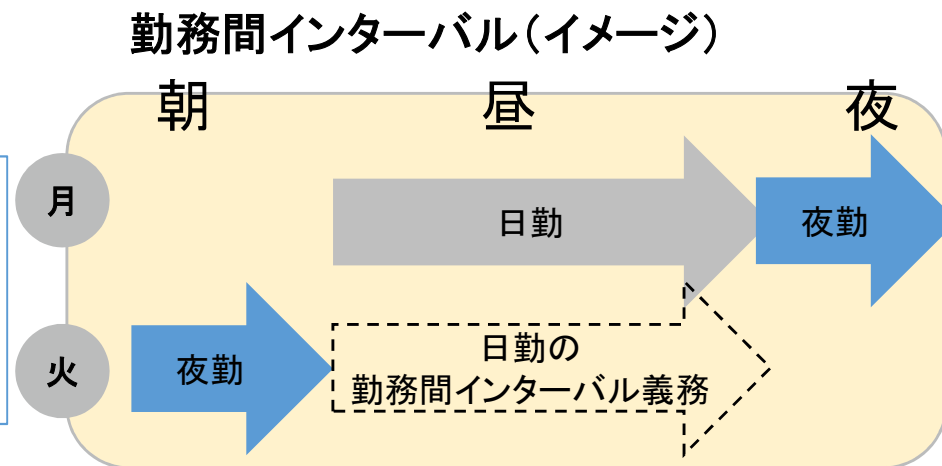 勤務間インターバル(イメージ)
朝 昼 夜
月
日勤
夜勤
火
夜勤
日勤の
勤務間インターバル義務